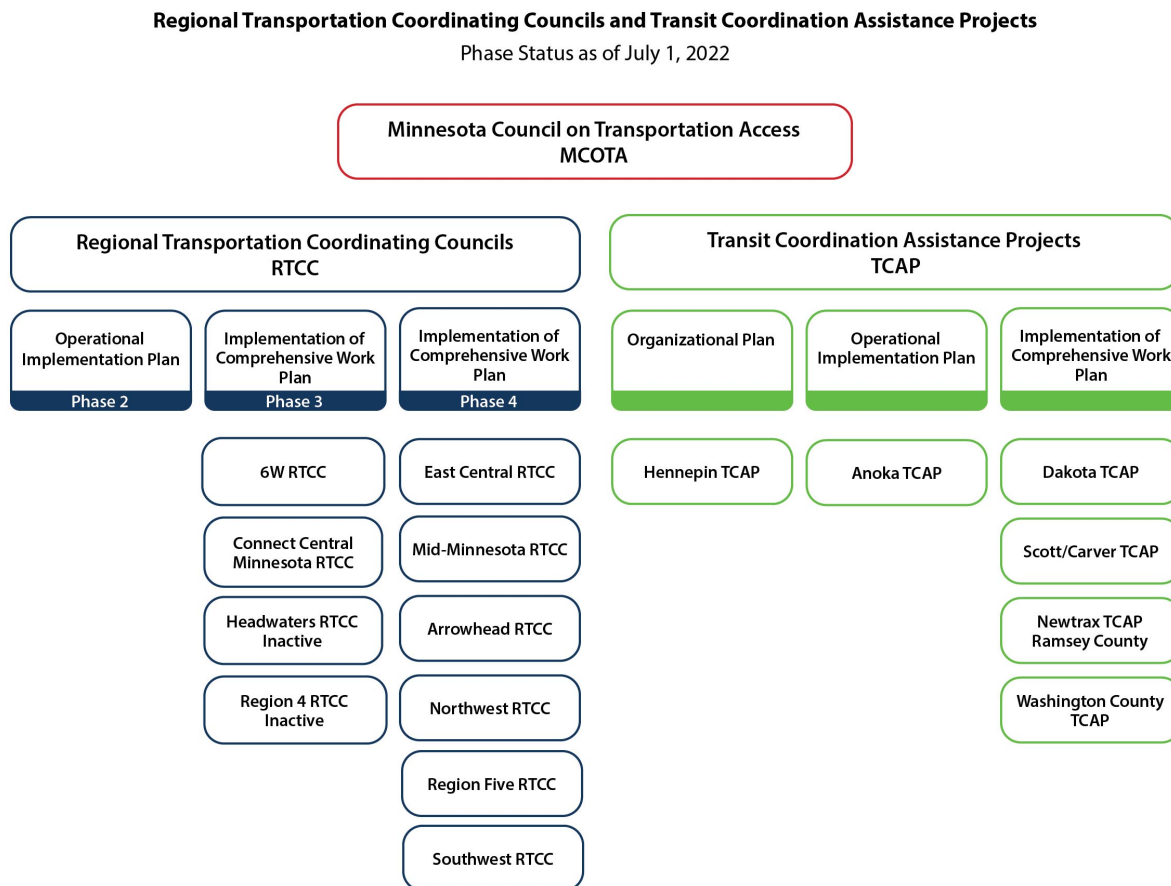 Regional Transportation Coordinating Councils and Transit Coordination Assistance Projects
Phase Status as of July 1, 2022
Minnesota Council on Transportation Access
MCOTA
Regional Transportation Coordinating Councils
RTCC
Operational
Implementation Plan
Phase 2
Implementation of
Comprehensive Work
Plan
Phase 3
Implementation of
Comprehensive Work
Plan
Phase 4
6W RTCC
Connect Central
Minnesota RTCC
Headwaters RTCC
Inactive
Region 4 RTCC
Inactive
East Central RTCC
Mid-Minnesota RTCC
Arrowhead RTCC
Northwest RTCC
Region Five RTCC
Southwest RTCC
Transit Coordination Assistance Projects
TCAP
Organizational Plan
Operational
Implementation Plan
Implementation of
Comprehensive Work
Plan
Hennepin TCAP
Anoka TCAP
Dakota TCAP
Scott/Carver TCAP
Newtrax TCAP
Ramsey County
Washington County
TCAP